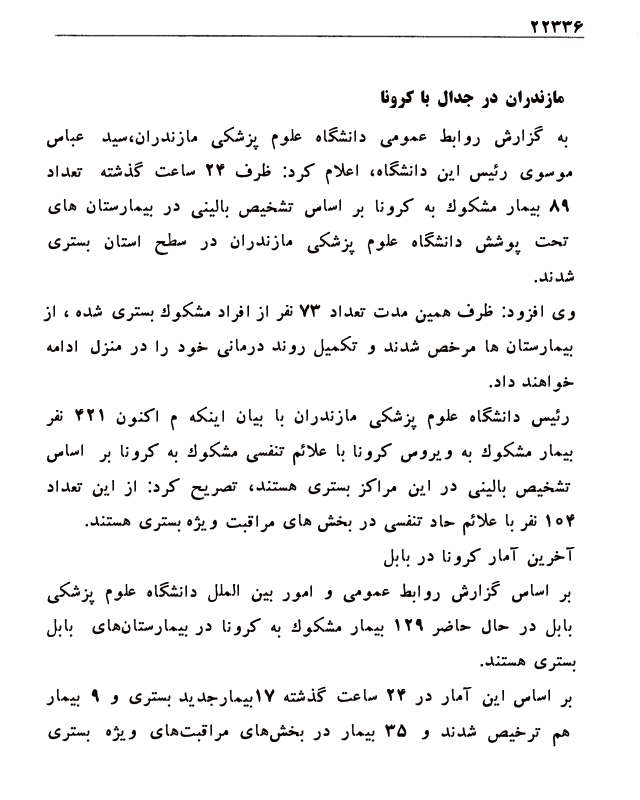 ۲۲۳۳۶
مازندران در جدال با کرونا
به گزارش روابط عمومی دانشگاه علوم پزشکی مازندران،سید عباس
موسوی رئیس این دانشگاه، اعلام کرد: ظرف ۲۴ ساعت گذشته تعداد
۸۹ بیمار مشکوك به کرونا بر اساس تشخیص بالینی در بیمارستان های
تحت پوشش دانشگاه علوم پزشکی مازندران در سطح استان بستری
شدند.
وی افزود: ظرف همین مدت تعداد ۷۳ نفر از افراد مشکوك بستری شده ، از
بیمارستان ها مرخص شدند و تکمیل روند درمانی خود را در منزل ادامه
خواهند داد.
رئیس دانشگاه علوم پزشکی مازندران با بیان اینکه م اکنون ۴۲۱ نفر
بیمار مشکوك به ویروس کرونا با علائم تنفسی مشکوك به کرونا بر اساس
تشخیص بالینی در این مراکز بستری هستند، تصریح کرد: از این تعداد
۱۰۴ نفر با علائم حاد تنفسی در بخش های مراقبت ویژه بستری هستند.
آخرین آمار کرونا در بابل
بر اساس گزارش روابط عمومی و امور بین الملل دانشگاه علوم پزشکی
بابل در حال حاضر ۱۲۹ بیمار مشکوك به کرونا در بیمارستان‌های بابل
بستری هستند.
بر اساس این آمار در ۲۴ ساعت گذشته ۱۷بیمارجدید بستری و ۹ بیمار
هم ترخیص شدند و ۳۵ بیمار در بخش‌های مراقبت‌های ویژه بستری